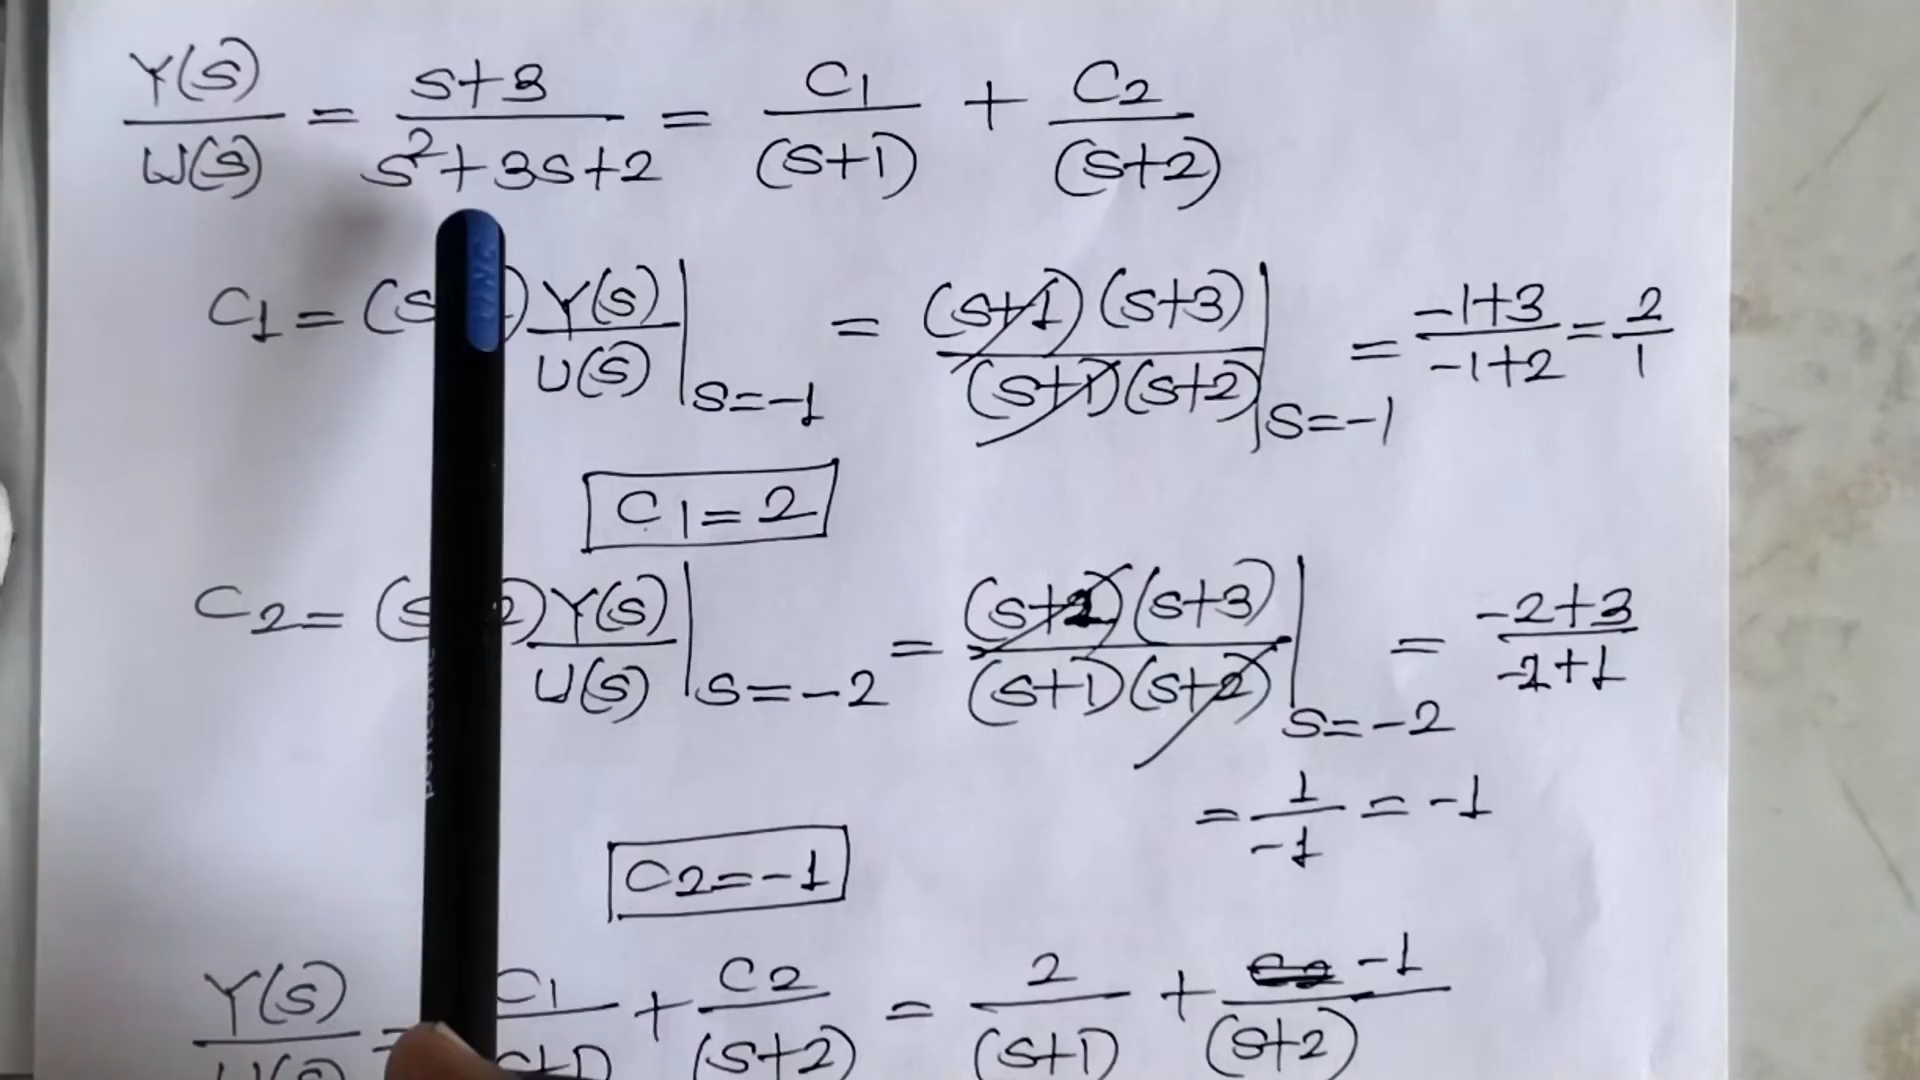 Y(s)/U(s) = s+3/s²+3s+2 = C1/(s+1) + C2/(s+2)
C1 = (s ) Y(s)/U(s) | s=-1 = (s+1)(s+3)/(s+1)(s+2) | s=-1 = -1+3/-1+2 = 2/1
C1 = 2
C2 = (s 2) Y(s)/U(s) | s=-2 = (s+2)(s+3)/(s+1)(s+2) | s=-2 = -2+3/-2+1
= 1/-1 = -1
C2 = -1
Y(s)/U(s) = C1/s+1) + C2/(s+2) = 2/(s+1) + -1/(s+2)